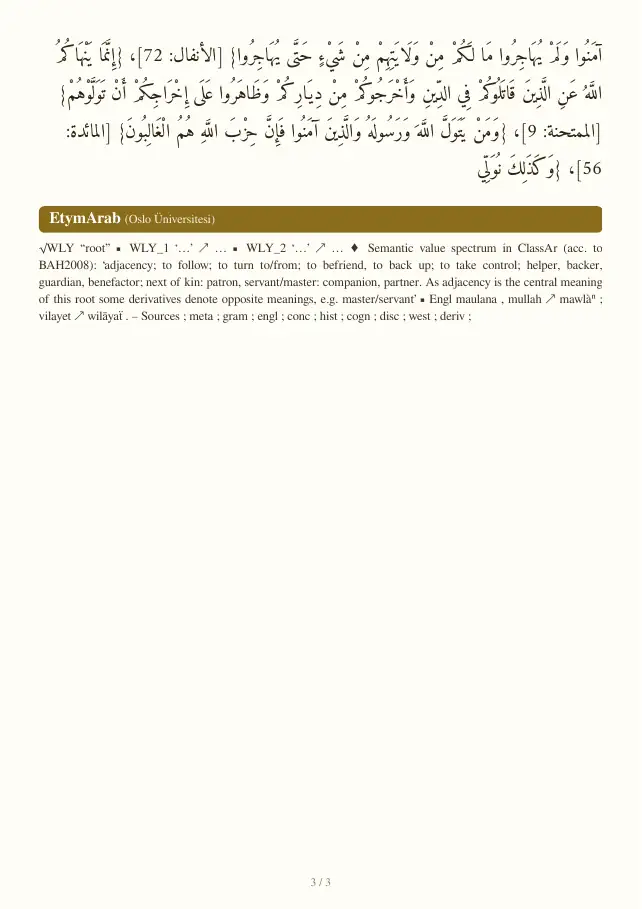 آمَنُوا وَلَمْ يُهَاجِرُوا مَا لَكُمْ مِنْ وَلَايَتِهِمْ مِنْ شَيْءٍ حَتَّى يُهَاجِرُوا} [الأنفال: 72]، {إِنَّمَا يَنْهَاكُمُ
اللَّهُ عَنِ الَّذِينَ قَاتَلُوكُمْ فِي الدِّينِ وَأَخْرَجُوكُمْ مِنْ دِيَارِكُمْ وَظَاهَرُوا عَلَى إِخْرَاجِكُمْ أَنْ تَوَلَّوْهُمْ}
[الممتحنة: 9]، {وَمَنْ يَتَوَلَّ اللَّهَ وَرَسُولَهُ وَالَّذِينَ آمَنُوا فَإِنَّ حِزْبَ اللَّهِ هُمُ الْغَالِبُونَ} [المائدة:
56]، {وَكَذَلِكَ نُوَلِّي
EtymArab (Oslo Üniversitesi)
√WLY “root” ▪ WLY_1 ‘…’ ↗ … ▪ WLY_2 ‘…’ ↗ … ♦ Semantic value spectrum in ClassAr (acc. to
BAH2008): ‘adjacency; to follow; to turn to/from; to befriend, to back up; to take control; helper, backer,
guardian, benefactor; next of kin: patron, servant/master: companion, partner. As adjacency is the central meaning
of this root some derivatives denote opposite meanings, e.g. master/servant’ ▪ Engl maulana , mullah ↗ mawlàⁿ ;
vilayet ↗ wilāyaẗ . – Sources ; meta ; gram ; engl ; conc ; hist ; cogn ; disc ; west ; deriv ;
3 / 3